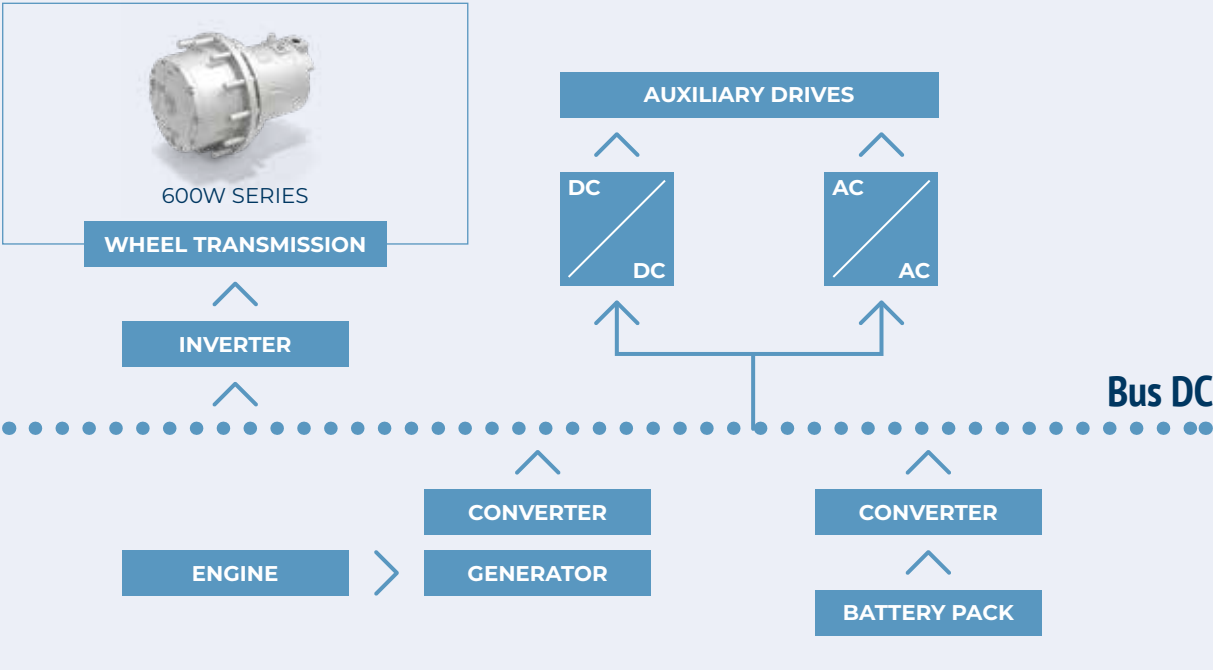 600W SERIES
WHEEL TRANSMISSION
INVERTER
AUXILIARY DRIVES
DC
DC
AC
AC
Bus DC
CONVERTER
CONVERTER
ENGINE
GENERATOR
BATTERY PACK